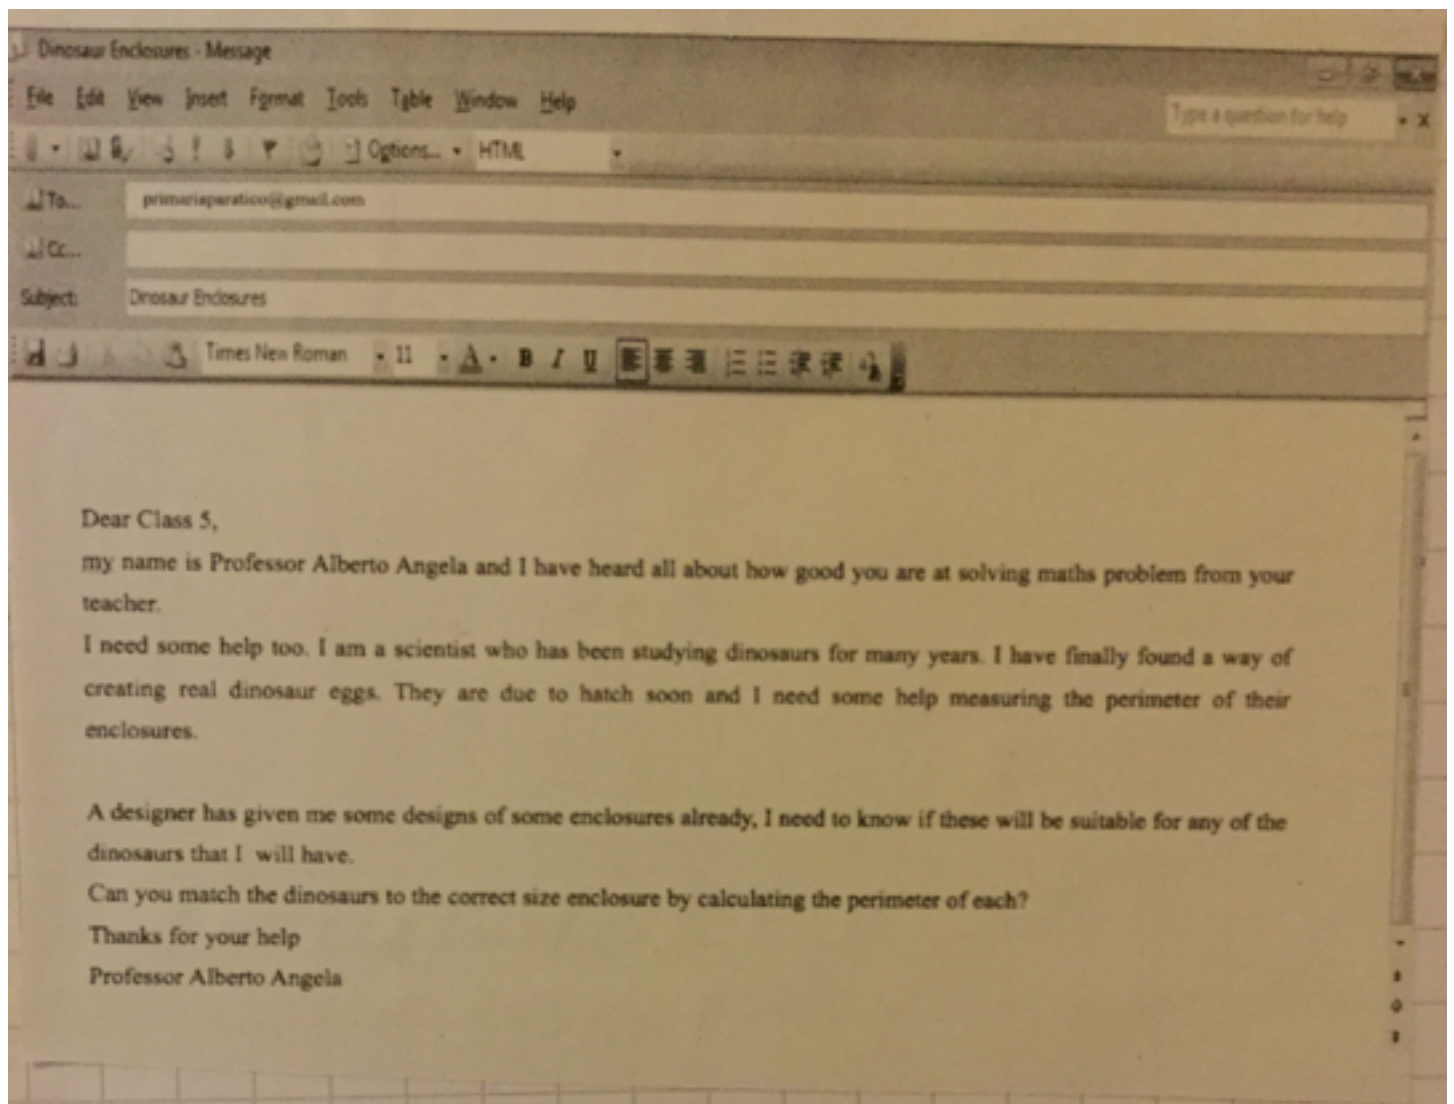 Dinosaur Enclosures - Message
File Edit View Insert Format Tools Table Window Help
Type a question for help
Options... HTML
To... primariaparatico@gmail.com
Cc...
Subject: Dinosaur Enclosures
Times New Roman 11 A B I U
Dear Class 5,
my name is Professor Alberto Angela and I have heard all about how good you are at solving maths problem from your
teacher.
I need some help too. I am a scientist who has been studying dinosaurs for many years. I have finally found a way of
creating real dinosaur eggs. They are due to hatch soon and I need some help measuring the perimeter of their
enclosures.
A designer has given me some designs of some enclosures already, I need to know if these will be suitable for any of the
dinosaurs that I will have.
Can you match the dinosaurs to the correct size enclosure by calculating the perimeter of each?
Thanks for your help
Professor Alberto Angela